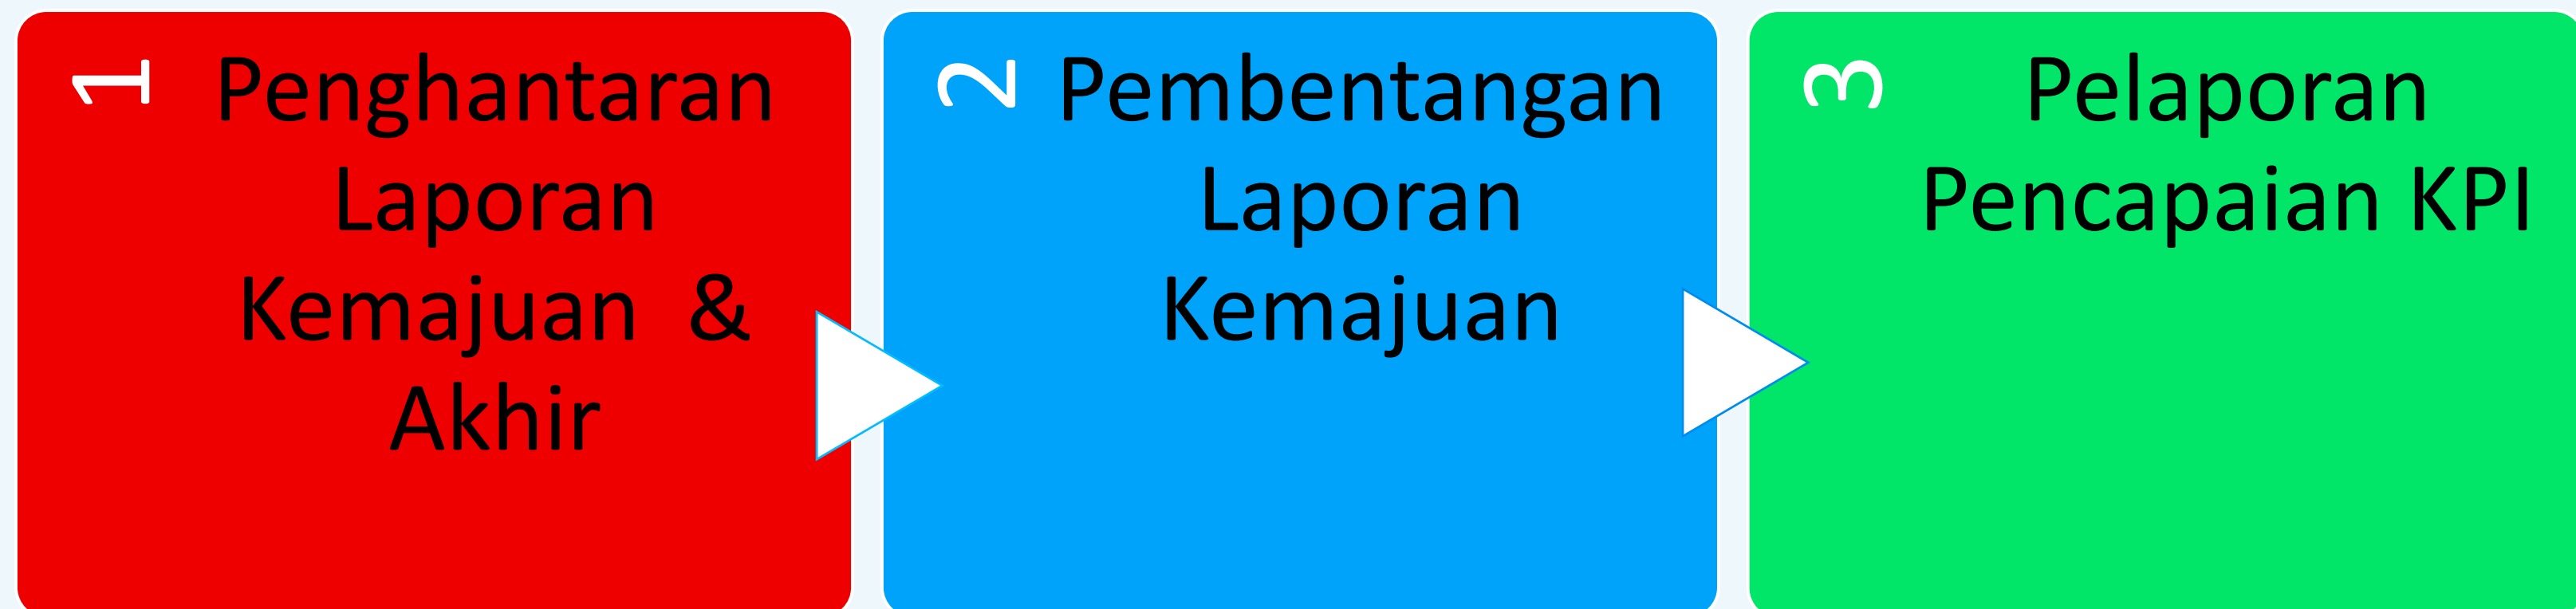 1
Penghantaran
Laporan
Kemajuan  &
Akhir
2
Pembentangan
Laporan
Kemajuan
3
Pelaporan
Pencapaian KPI